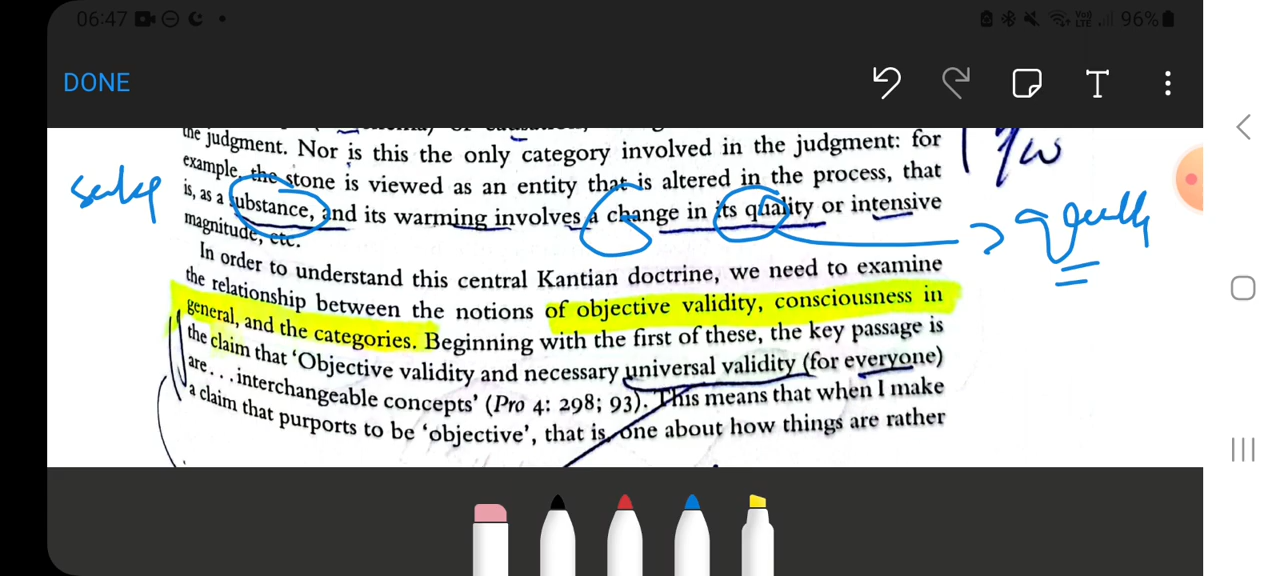 06:47
96%
DONE
the judgment. Nor is this the only category involved in the judgment: for
example, the stone is viewed as an entity that is altered in the process, that
is, as a substance, and its warming involves a change in its quality or intensive
magnitude, etc.
In order to understand this central Kantian doctrine, we need to examine
the relationship between the notions of objective validity, consciousness in
general, and the categories. Beginning with the first of these, the key passage is
the claim that ‘Objective validity and necessary universal validity (for everyone)
are. . . interchangeable concepts’ (Pro 4: 298; 93). This means that when I make
a claim that purports to be ‘objective’, that is, one about how things are rather